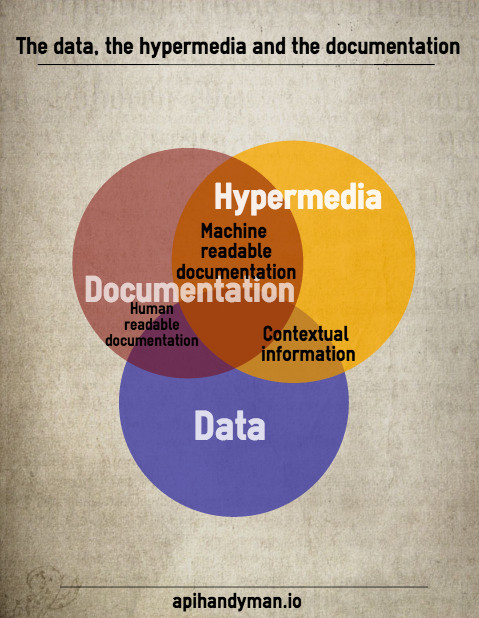 The data, the hypermedia and the documentation
Hypermedia
Machine
readable
documentation
Documentation
Human
readable
documentation
Contextual
information
Data
apihandyman.io